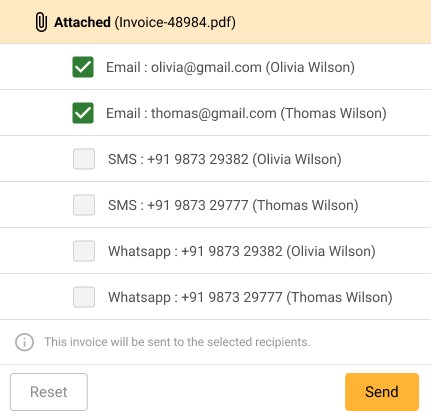 Attached (Invoice-48984.pdf)
Email : olivia@gmail.com (Olivia Wilson)
Email : thomas@gmail.com (Thomas Wilson)
SMS : +91 9873 29382 (Olivia Wilson)
SMS : +91 9873 29777 (Thomas Wilson)
Whatsapp : +91 9873 29382 (Olivia Wilson)
Whatsapp : +91 9873 29777 (Thomas Wilson)
This invoice will be sent to the selected recipients.
Reset Send